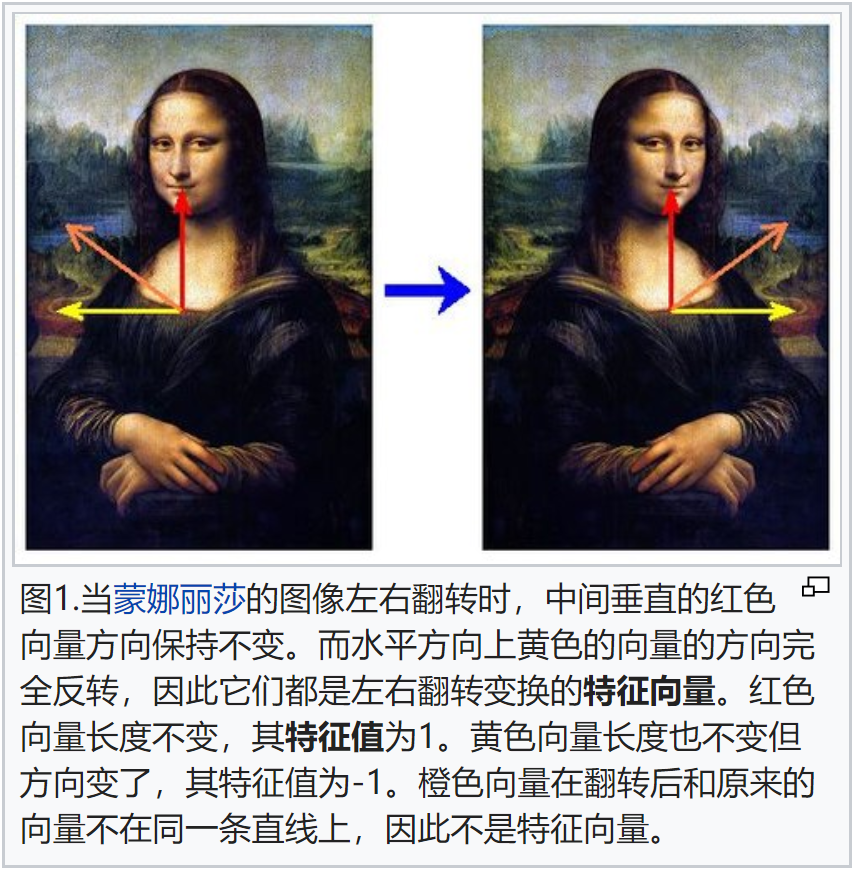 图1.当蒙娜丽莎的图像左右翻转时，中间垂直的红色
向量方向保持不变。而水平方向上黄色的向量的方向完
全反转，因此它们都是左右翻转变换的特征向量。红色
向量长度不变，其特征值为1。黄色向量长度也不变但
方向变了，其特征值为-1。橙色向量在翻转后和原来的
向量不在同一条直线上，因此不是特征向量。